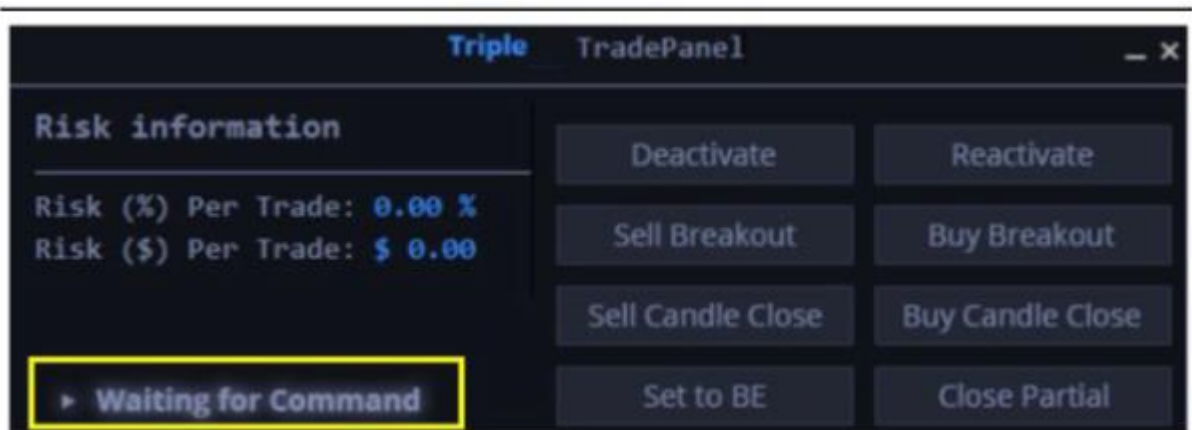 Triple TradePanel
Risk information
Risk (%) Per Trade: 0.00 %
Risk ($) Per Trade: $ 0.00
Waiting for Command
Deactivate Reactivate
Sell Breakout Buy Breakout
Sell Candle Close Buy Candle Close
Set to BE Close Partial